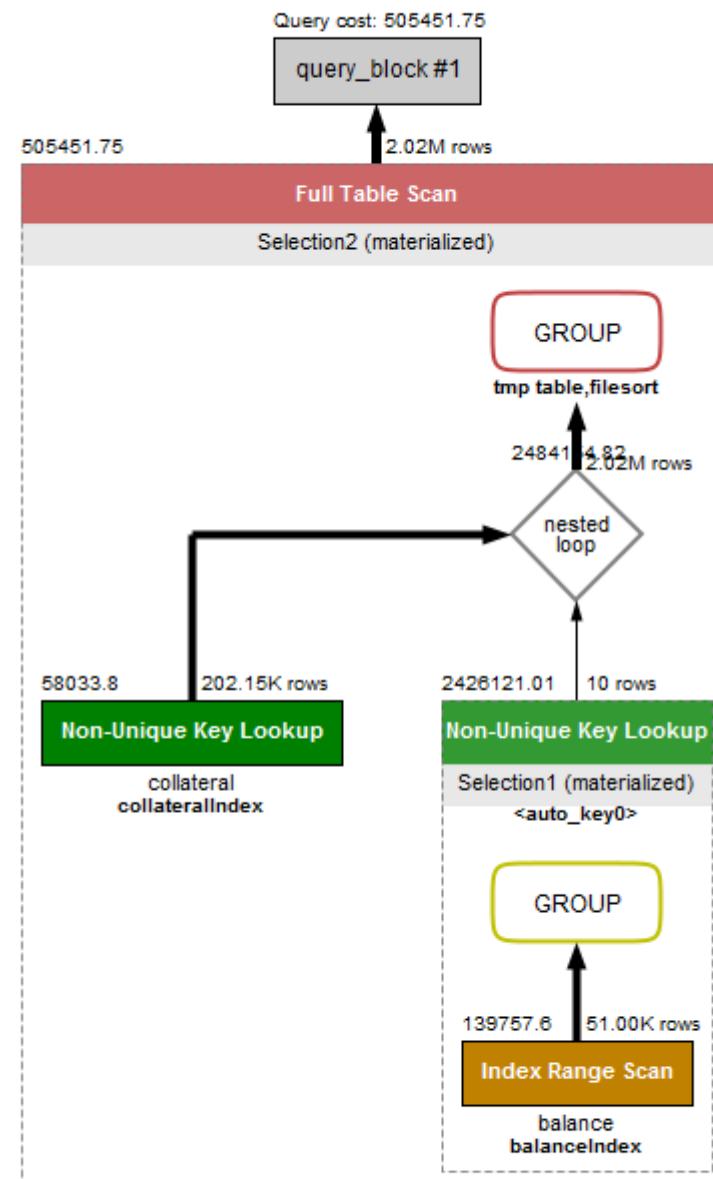 Query cost: 505451.75
query_block #1
505451.75
2.02M rows
Full Table Scan
Selection2 (materialized)
GROUP
tmp table,filesort
2484154.82
2.02M rows
nested
loop
58033.8
202.15K rows
2426121.01
10 rows
Non-Unique Key Lookup
Non-Unique Key Lookup
collateral
collateralIndex
Selection1 (materialized)
<auto_key0>
GROUP
139757.6
51.00K rows
Index Range Scan
balance
balanceIndex